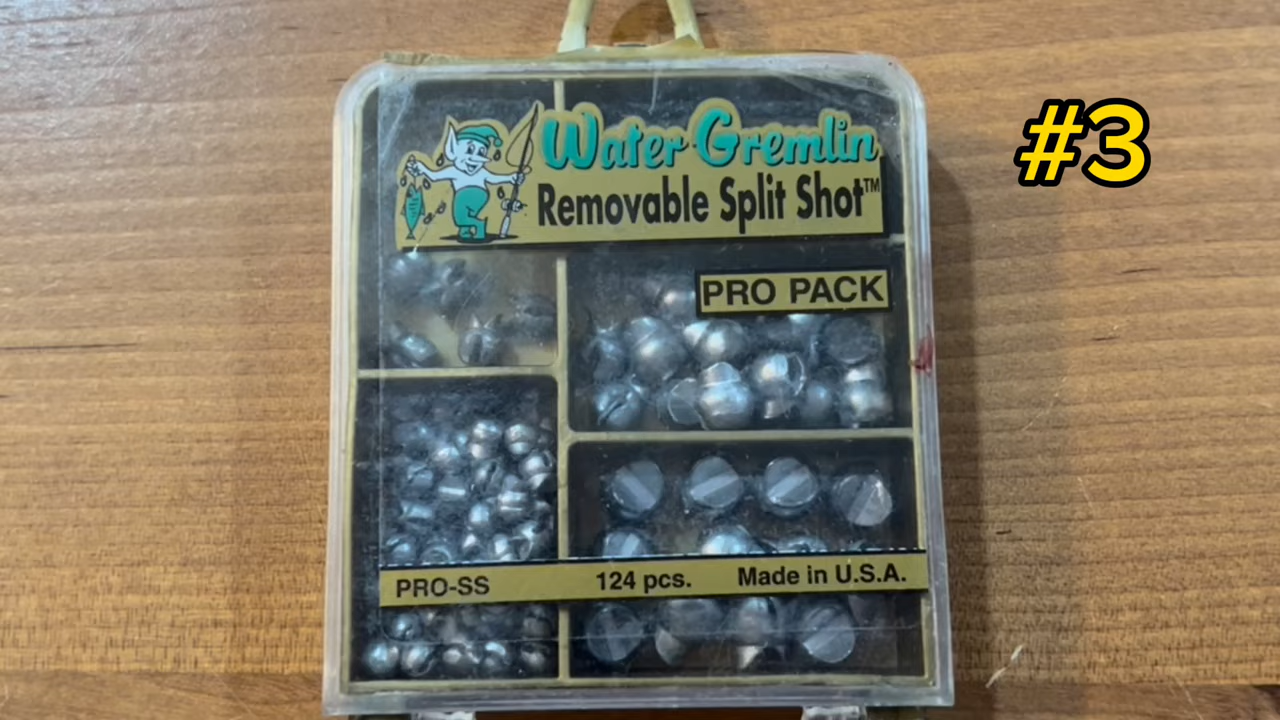 #3
Water Gremlin
Removable Split Shot™
PRO PACK
PRO-SS 124 pcs. Made in U.S.A.